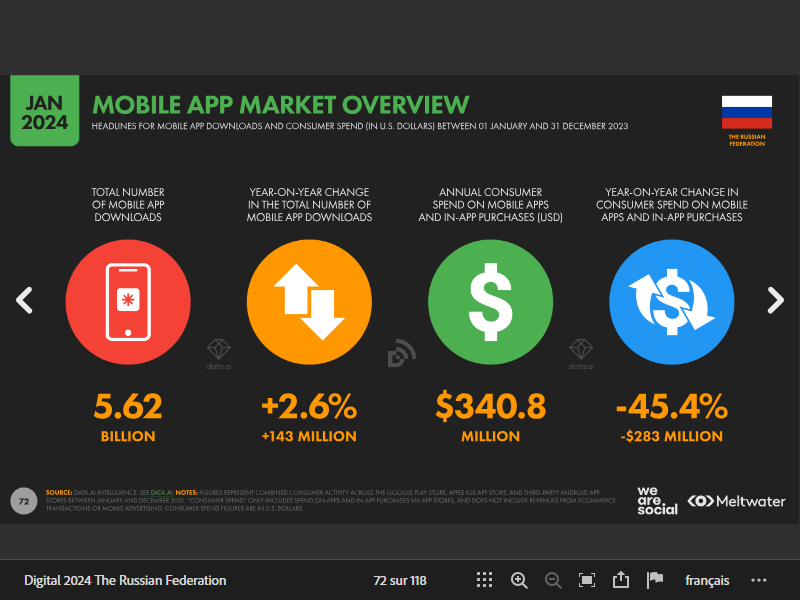 JAN
2024
MOBILE APP MARKET OVERVIEW
HEADLINES FOR MOBILE APP DOWNLOADS AND CONSUMER SPEND (IN U.S. DOLLARS) BETWEEN 01 JANUARY AND 31 DECEMBER 2023
THE RUSSIAN
FEDERATION
TOTAL NUMBER
OF MOBILE APP
DOWNLOADS
YEAR-ON-YEAR CHANGE
IN THE TOTAL NUMBER OF
MOBILE APP DOWNLOADS
ANNUAL CONSUMER
SPEND ON MOBILE APPS
AND IN-APP PURCHASES (USD)
YEAR-ON-YEAR CHANGE IN
CONSUMER SPEND ON MOBILE
APPS AND IN-APP PURCHASES
data.ai
data.ai
5.62
BILLION
+2.6%
+143 MILLION
$340.8
MILLION
-45.4%
-$283 MILLION
72
SOURCE: DATA.AI INTELLIGENCE. SEE DATA.AI. NOTES: FIGURES REPRESENT COMBINED CONSUMER ACTIVITY ACROSS THE GOOGLE PLAY STORE, APPLE IOS APP STORE, AND THIRD-PARTY ANDROID APP
STORES BETWEEN JANUARY AND DECEMBER 2021. "CONSUMER SPEND" ONLY INCLUDES SPEND ON APPS AND IN-APP PURCHASES VIA APP STORES, AND DOES NOT INCLUDE REVENUES FROM ECOMMERCE
TRANSACTIONS OR MOBILE ADVERTISING. CONSUMER SPEND FIGURES ARE IN U.S. DOLLARS.
we
are.
social
Meltwater
Digital 2024 The Russian Federation
72 sur 118
français